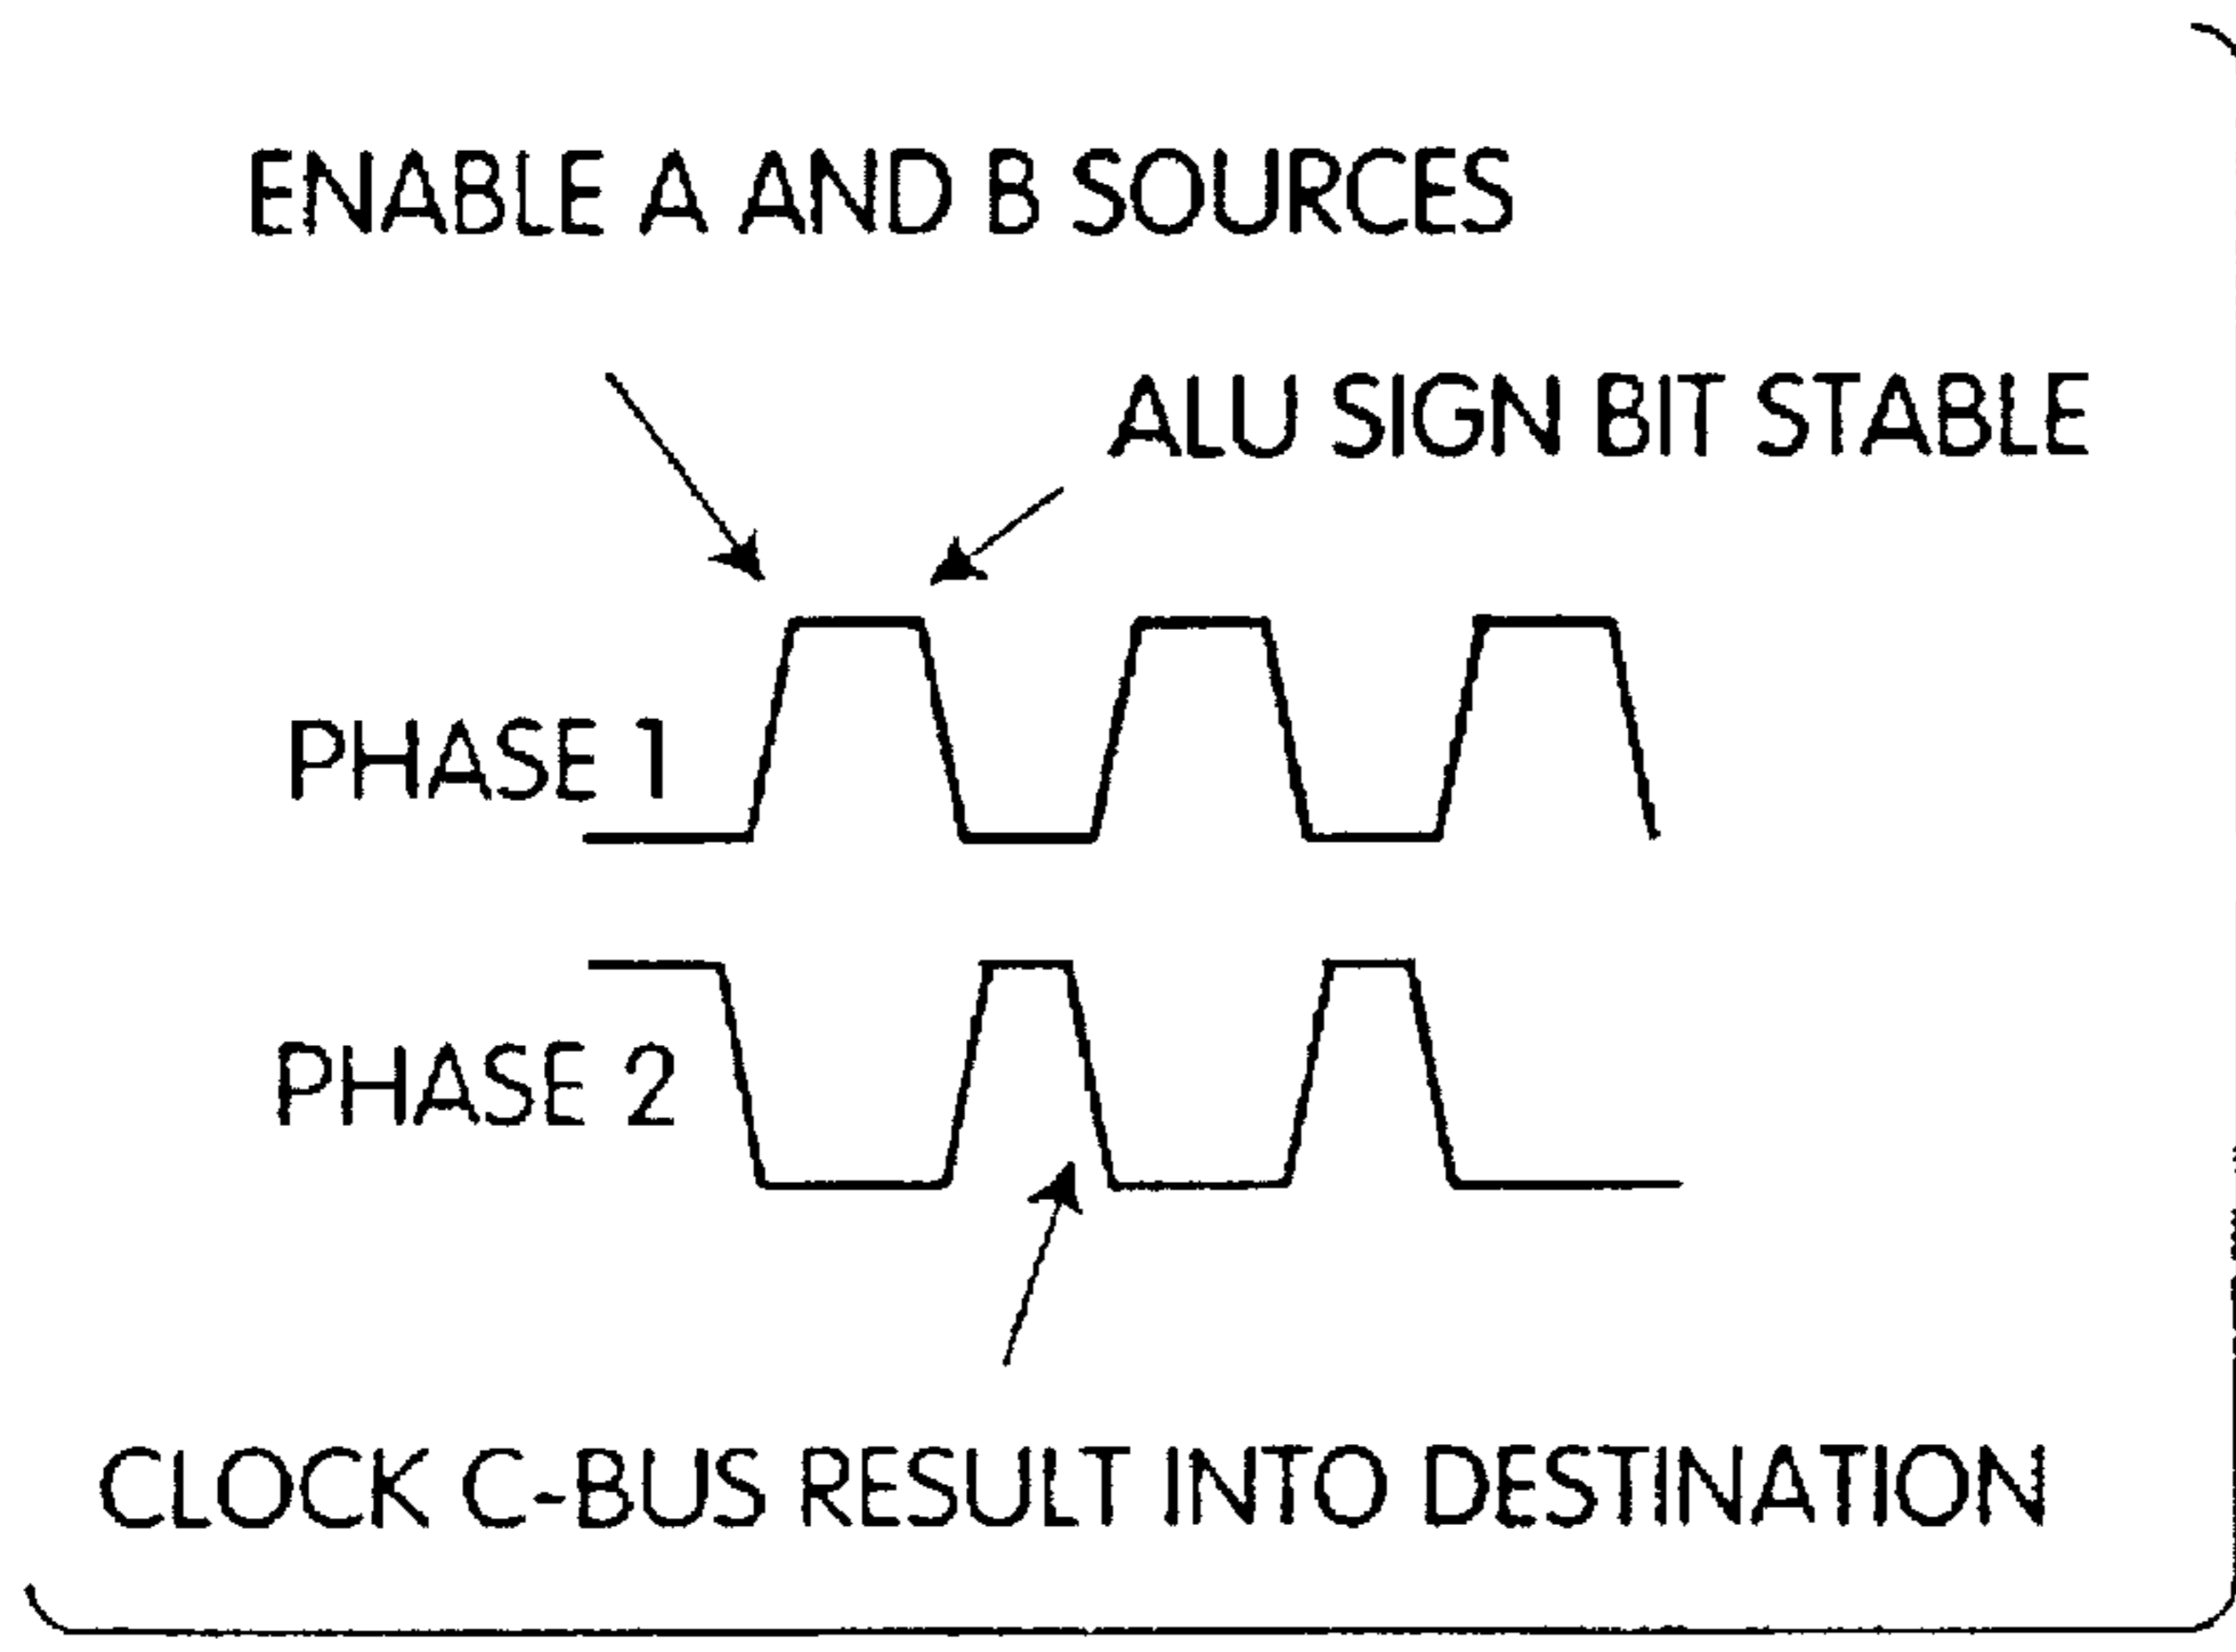 ENABLE A AND B SOURCES
ALU SIGN BIT STABLE
PHASE 1
PHASE 2
CLOCK C-BUS RESULT INTO DESTINATION